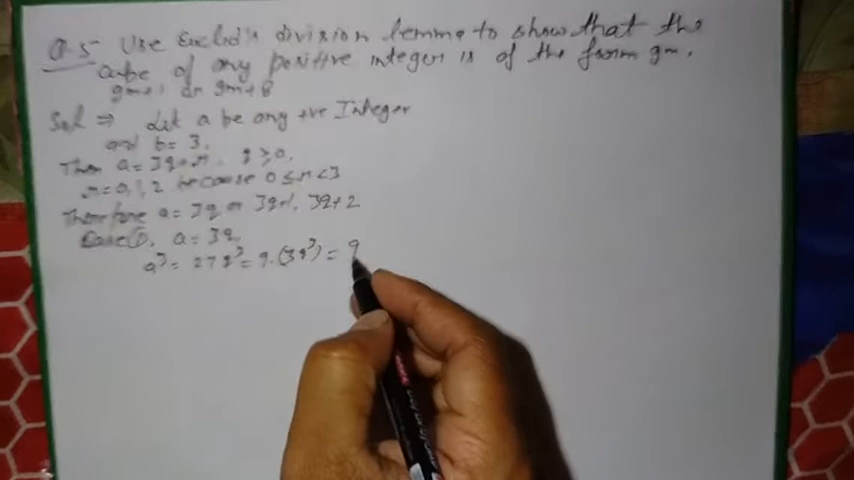 Q.5 Use Euclid's division lemma to show that the
cube of any positive integer is of the form 9m,
9m+1 or 9m+8
Sol ⇒ Let a be any +ve Integer
and b = 3.
Then a = 3q+r, q ≥ 0,
r = 0, 1, 2 because 0 ≤ r < 3
Therefore a = 3q or 3q+1, 3q+2
Case ①, a = 3q,
a³ = 27q³ = 9.(3q³) = 9